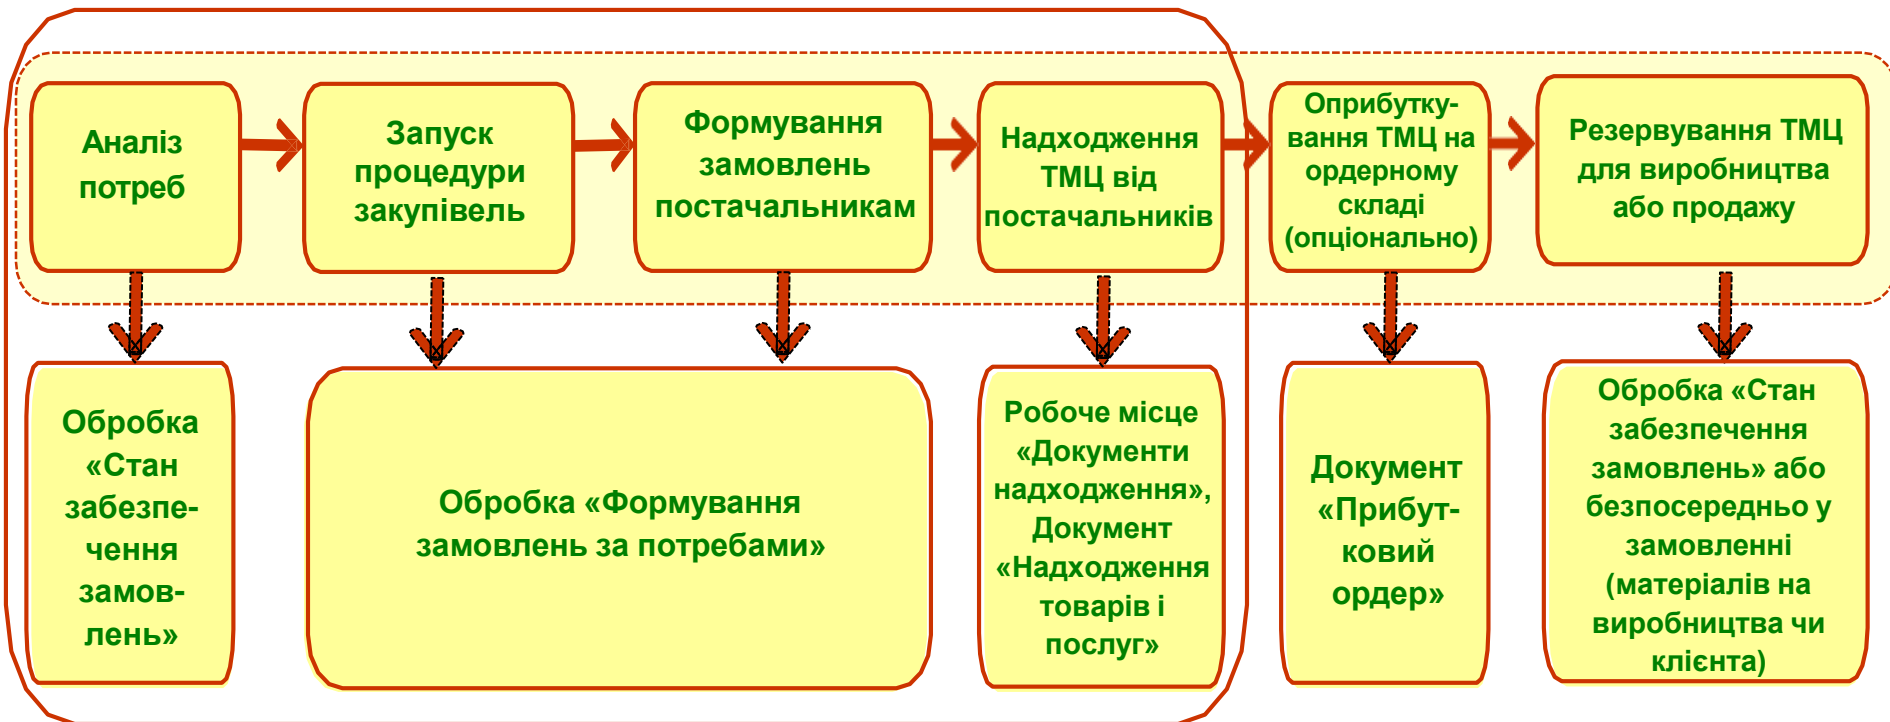 Аналіз
потреб
Запуск
процедури
закупівель
Формування
замовлень
постачальникам
Надходження
ТМЦ від
постачальників
Оприбутку-
вання ТМЦ на
ордерному
складі
(опціонально)
Резервування ТМЦ
для виробництва
або продажу
Обробка
«Стан
забезпе-
чення
замов-
лень»
Обробка «Формування
замовлень за потребами»
Робоче місце
«Документи
надходження»,
Документ
«Надходження
товарів і
послуг»
Документ
«Прибут-
ковий
ордер»
Обробка «Стан
забезпечення
замовлень» або
безпосередньо у
замовленні
(матеріалів на
виробництва чи
клієнта)